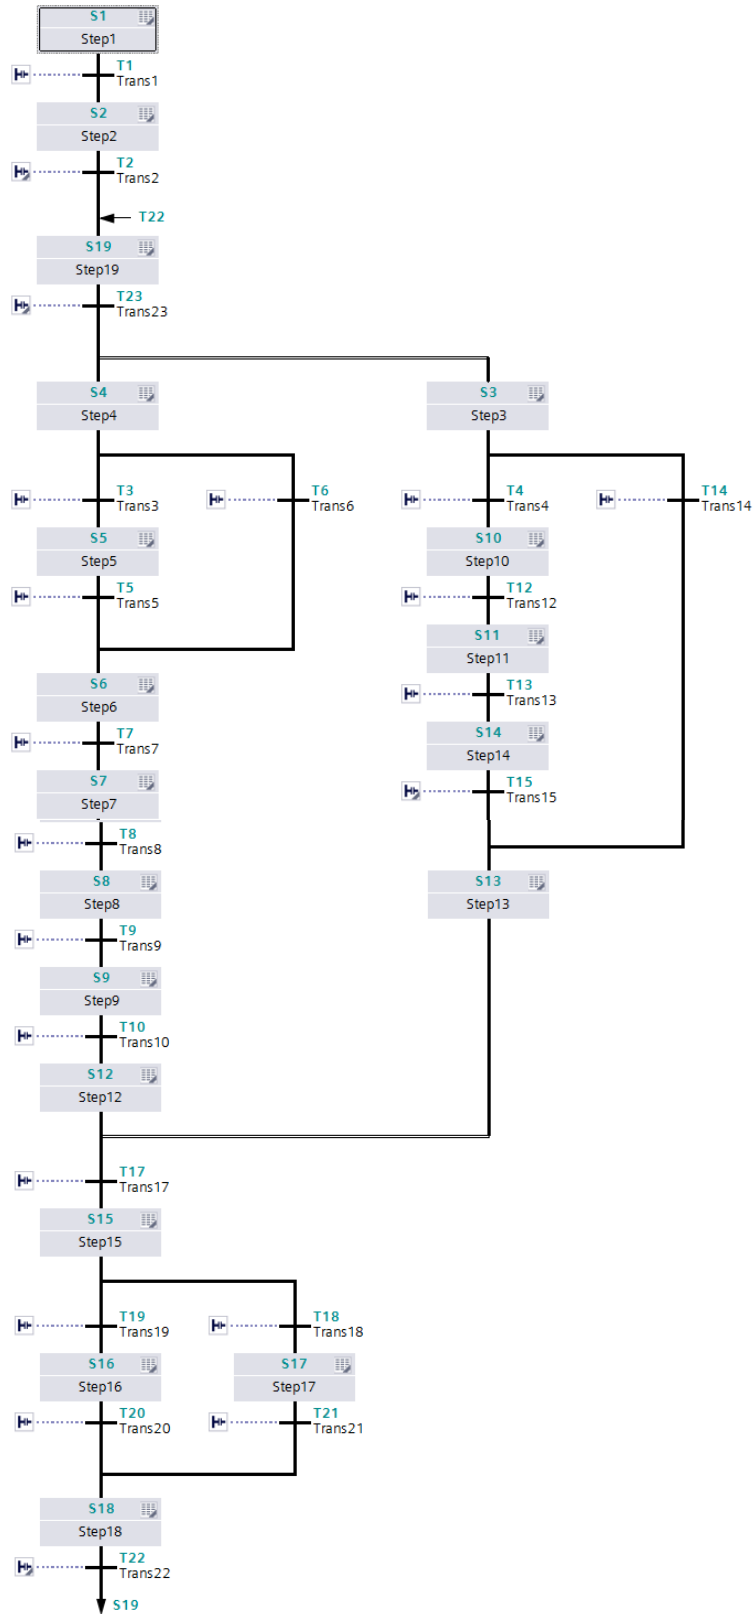 S1
Step1
T1
Trans1
S2
Step2
T2
Trans2
T22
S19
Step19
T23
Trans23
S4
Step4
S3
Step3
T3
Trans3
T6
Trans6
T4
Trans4
T14
Trans14
S5
Step5
S10
Step10
T5
Trans5
T12
Trans12
S11
Step11
S6
Step6
T13
Trans13
T7
Trans7
S14
Step14
S7
Step7
T15
Trans15
T8
Trans8
S8
Step8
S13
Step13
T9
Trans9
S9
Step9
T10
Trans10
S12
Step12
T17
Trans17
S15
Step15
T19
Trans19
T18
Trans18
S16
Step16
S17
Step17
T20
Trans20
T21
Trans21
S18
Step18
T22
Trans22
S19